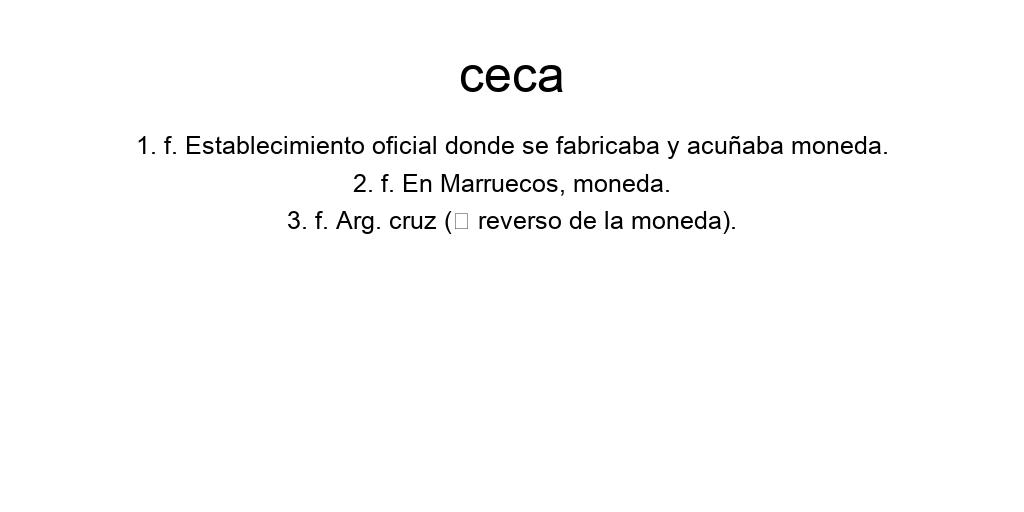 ceca
1. f. Establecimiento oficial donde se fabricaba y acuñaba moneda.
2. f. En Marruecos, moneda.
3. f. Arg. cruz (□ reverso de la moneda).